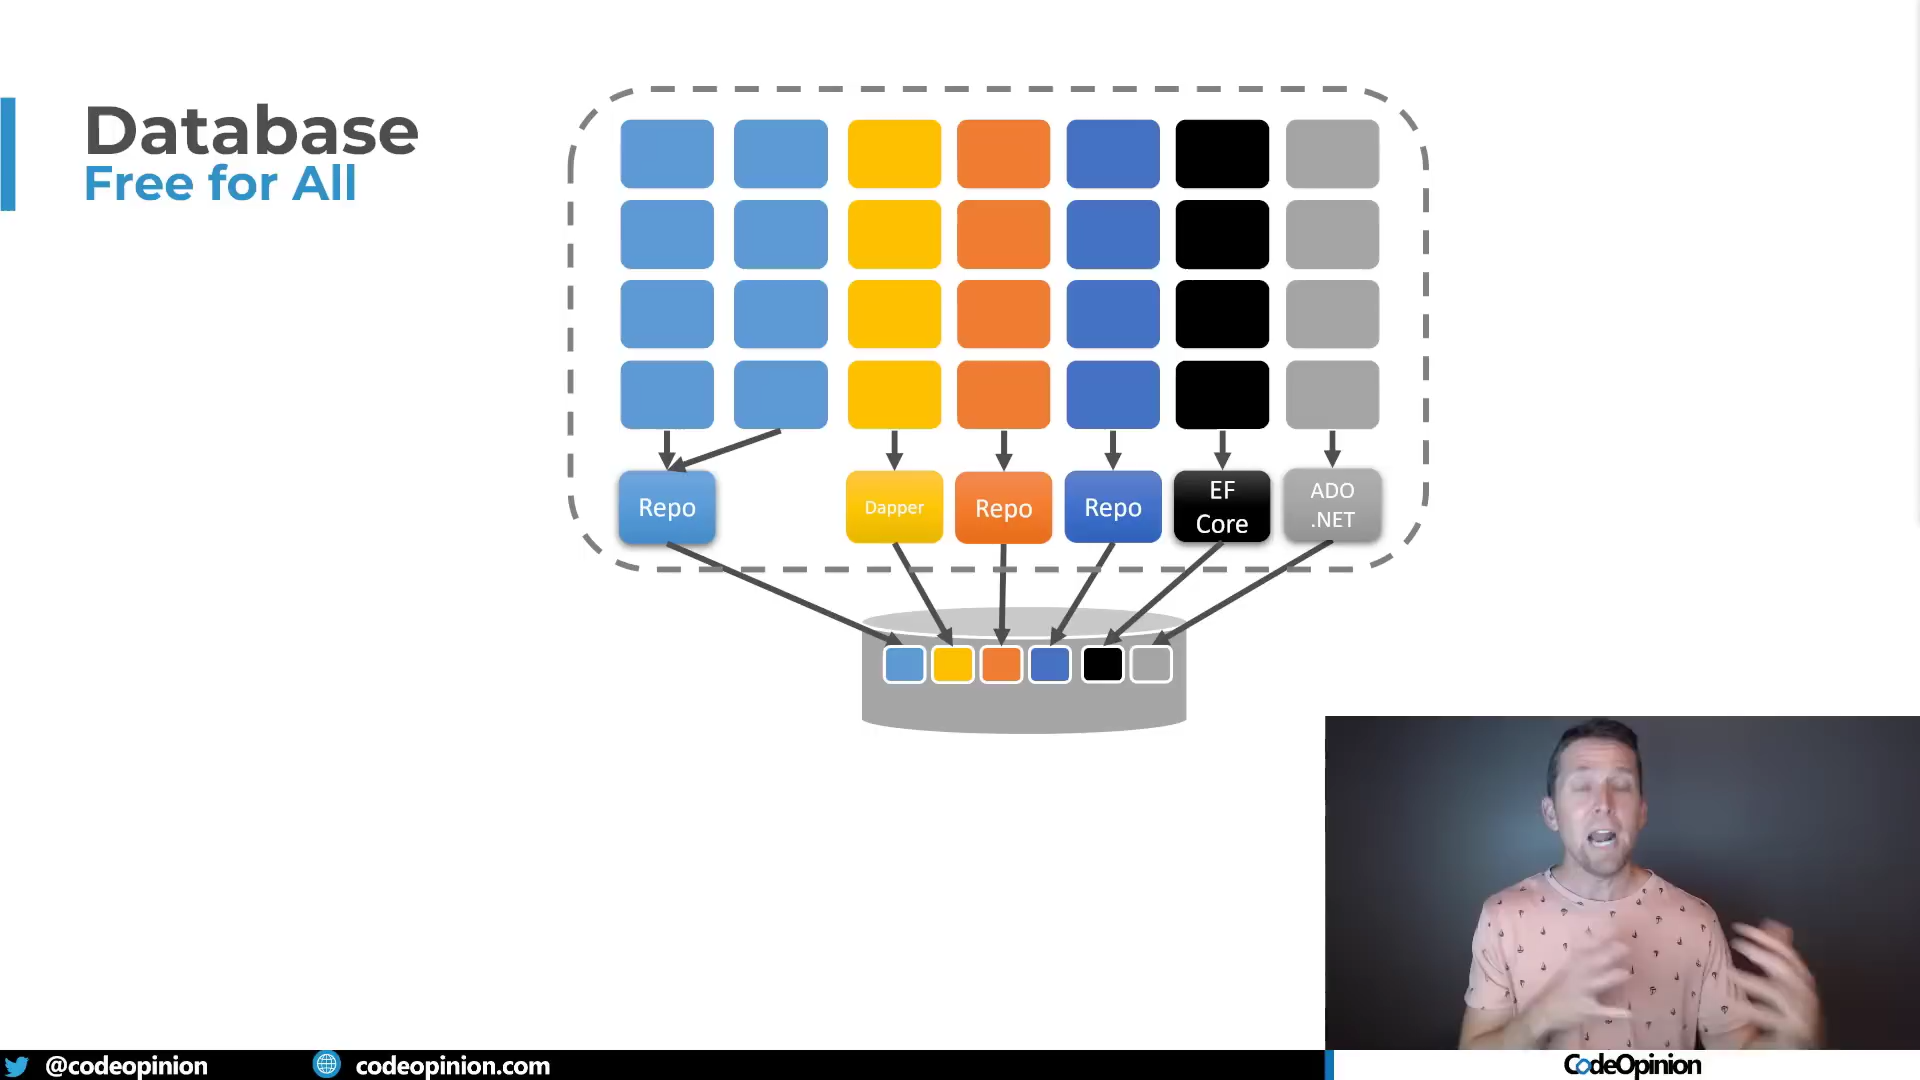 Database
Free for All
Repo
Dapper
Repo
Repo
EF
Core
ADO
.NET
@codeopinion
codeopinion.com
CodeOpinion